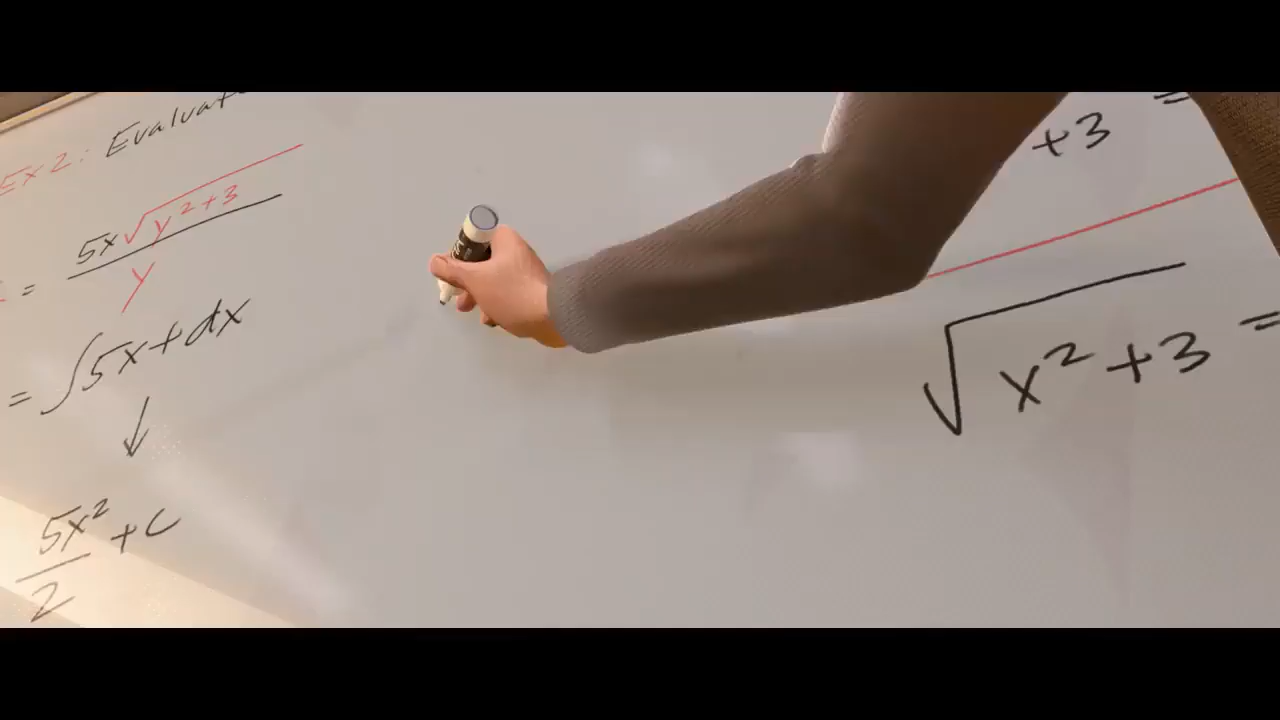 Ex 2: Evaluat
= 5x√(y²+3) / y
= ∫5x+dx
↓
5x²/2 +c
+3 =
√(x²+3) =